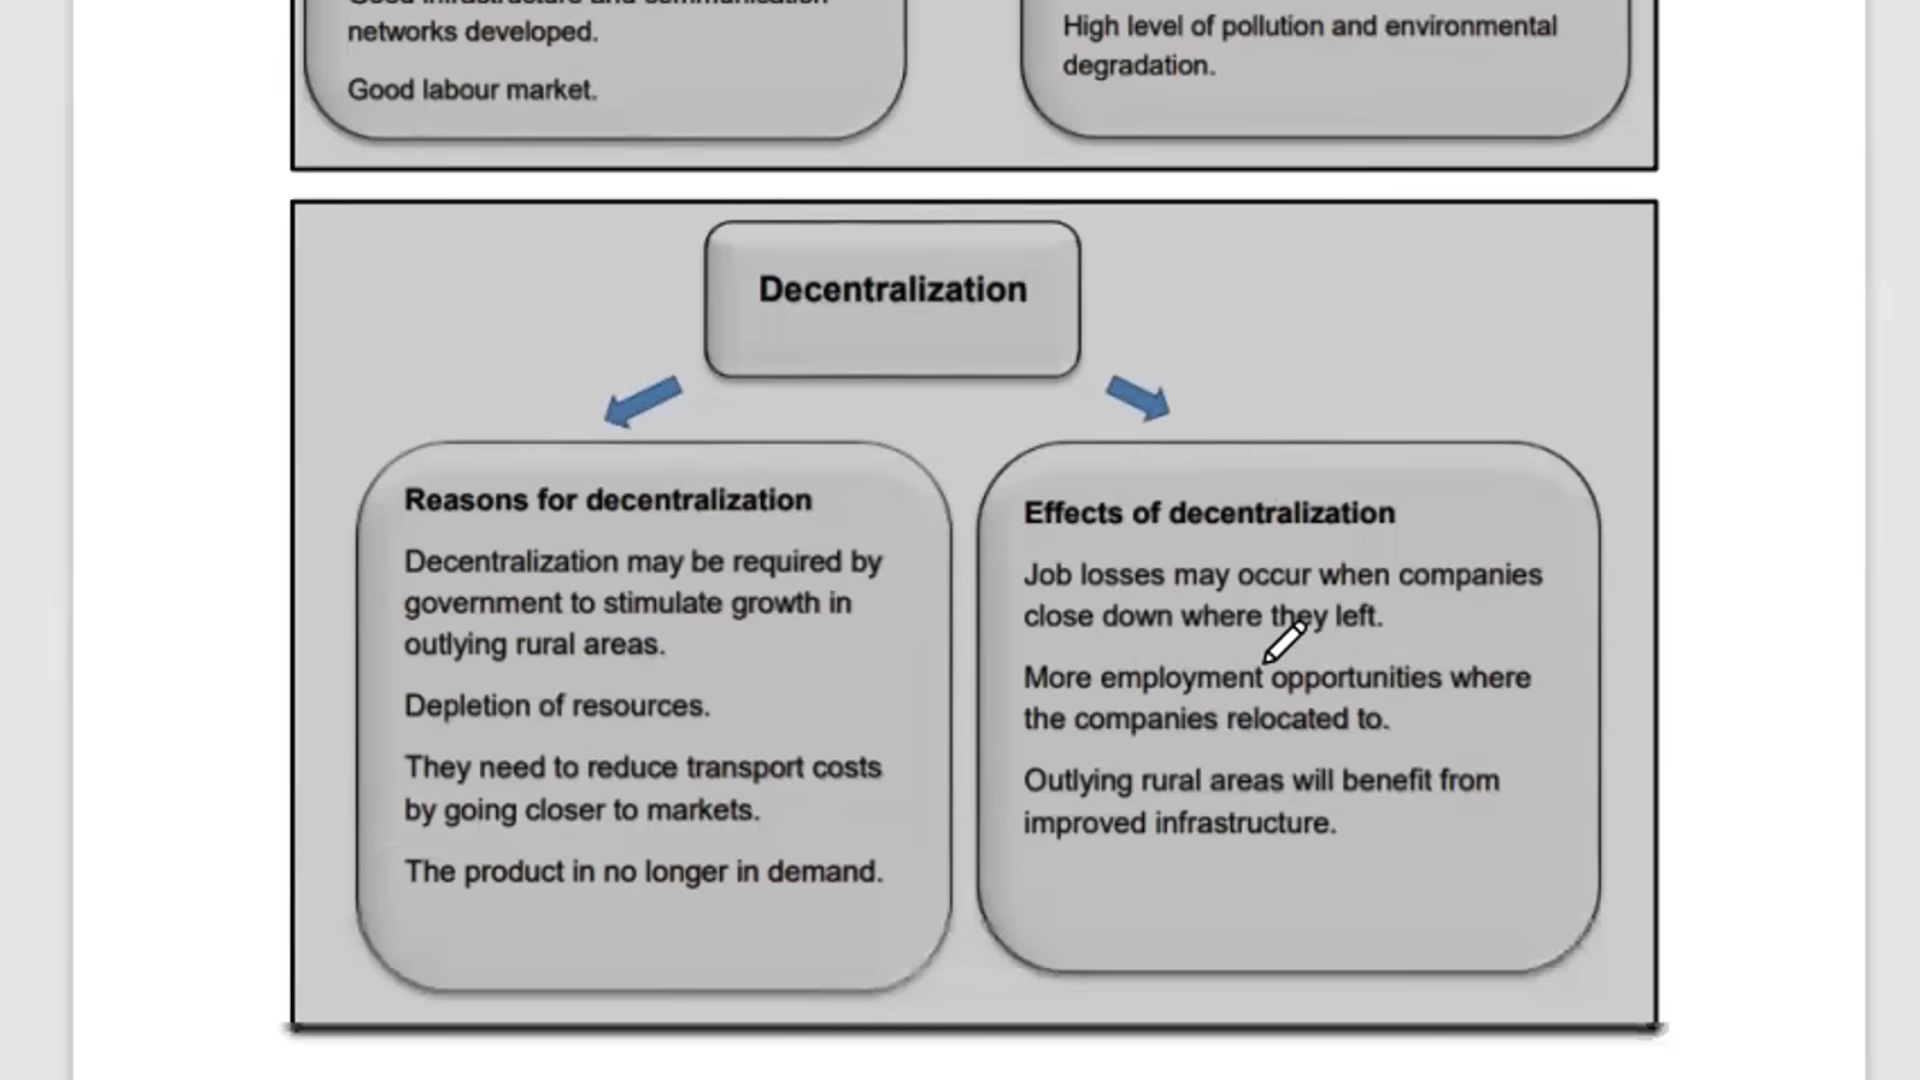 Good infrastructure and communication
networks developed.
Good labour market.
High level of pollution and environmental
degradation.
Decentralization
Reasons for decentralization
Decentralization may be required by
government to stimulate growth in
outlying rural areas.
Depletion of resources.
They need to reduce transport costs
by going closer to markets.
The product in no longer in demand.
Effects of decentralization
Job losses may occur when companies
close down where they left.
More employment opportunities where
the companies relocated to.
Outlying rural areas will benefit from
improved infrastructure.